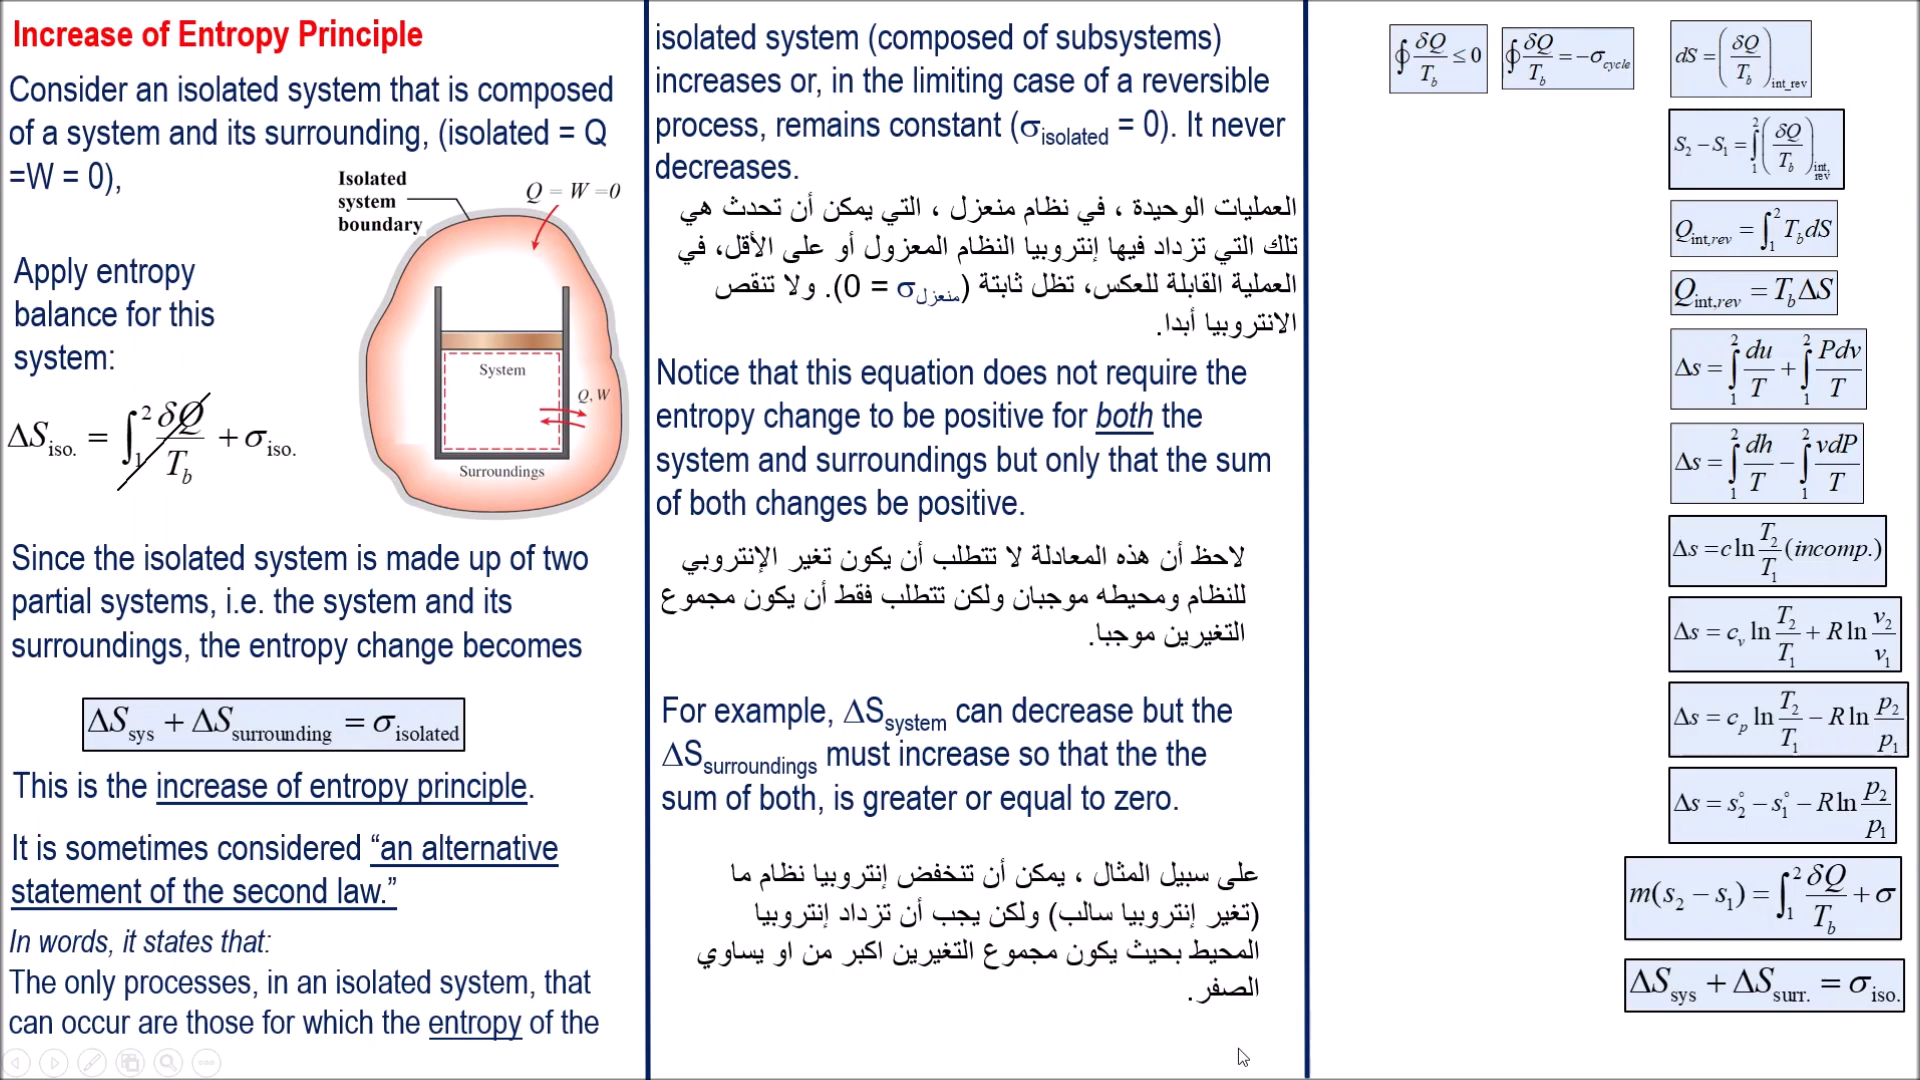 Increase of Entropy Principle
Consider an isolated system that is composed
of a system and its surrounding, (isolated = Q
=W = 0),
Isolated
system
boundary
Q = W =0
Apply entropy
balance for this
system:
System
Q, W
Surroundings
ΔS_iso. = ∫₁² δQ/T_b + σ_iso.
Since the isolated system is made up of two
partial systems, i.e. the system and its
surroundings, the entropy change becomes
ΔS_sys + ΔS_surrounding = σ_isolated
This is the increase of entropy principle.
It is sometimes considered “an alternative
statement of the second law.”
In words, it states that:
The only processes, in an isolated system, that
can occur are those for which the entropy of the
isolated system (composed of subsystems)
increases or, in the limiting case of a reversible
process, remains constant (σ_isolated = 0). It never
decreases.
العمليات الوحيدة ، في نظام منعزل ، التي يمكن أن تحدث هي
تلك التي تزداد فيها إنتروبيا النظام المعزول أو على الأقل، في
العملية القابلة للعكس، تظل ثابتة (σ_منعزل = 0). ولا تنقص
الانتروبيا أبدا.
Notice that this equation does not require the
entropy change to be positive for both the
system and surroundings but only that the sum
of both changes be positive.
لاحظ أن هذه المعادلة لا تتطلب أن يكون تغير الإنتروبي
للنظام ومحيطه موجبان ولكن تتطلب فقط أن يكون مجموع
التغيرين موجبا.
For example, ΔS_system can decrease but the
ΔS_surroundings must increase so that the the
sum of both, is greater or equal to zero.
على سبيل المثال ، يمكن أن تنخفض إنتروبيا نظام ما
(تغير إنتروبيا سالب) ولكن يجب أن تزداد إنتروبيا
المحيط بحيث يكون مجموع التغيرين اكبر من او يساوي
الصفر.
∮ δQ/T_b ≤ 0
∮ δQ/T_b = −σ_cycle
dS = (δQ/T_b)_int_rev
S₂ − S₁ = ∫₁² (δQ/T_b)_int, rev
Q_int,rev = ∫₁² T_b dS
Q_int,rev = T_b ΔS
Δs = ∫₁² du/T + ∫₁² Pdv/T
Δs = ∫₁² dh/T − ∫₁² vdP/T
Δs = c ln T₂/T₁ (incomp.)
Δs = c_v ln T₂/T₁ + R ln v₂/v₁
Δs = c_p ln T₂/T₁ − R ln p₂/p₁
Δs = s₂° − s₁° − R ln p₂/p₁
m(s₂ − s₁) = ∫₁² δQ/T_b + σ
ΔS_sys + ΔS_surr. = σ_iso.